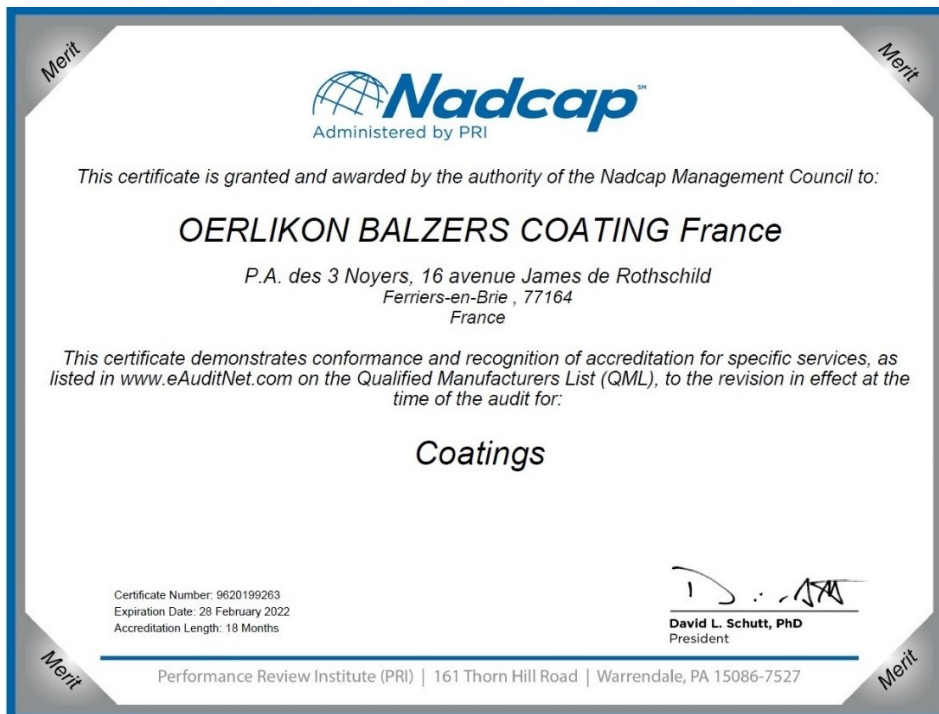 Merit
Merit
Nadcap℠
Administered by PRI
This certificate is granted and awarded by the authority of the Nadcap Management Council to:
OERLIKON BALZERS COATING France
P.A. des 3 Noyers, 16 avenue James de Rothschild
Ferriers-en-Brie , 77164
France
This certificate demonstrates conformance and recognition of accreditation for specific services, as
listed in www.eAuditNet.com on the Qualified Manufacturers List (QML), to the revision in effect at the
time of the audit for:
Coatings
Certificate Number: 9620199263
Expiration Date: 28 February 2022
Accreditation Length: 18 Months
David L. Schutt, PhD
President
Merit
Merit
Performance Review Institute (PRI) | 161 Thorn Hill Road | Warrendale, PA 15086-7527